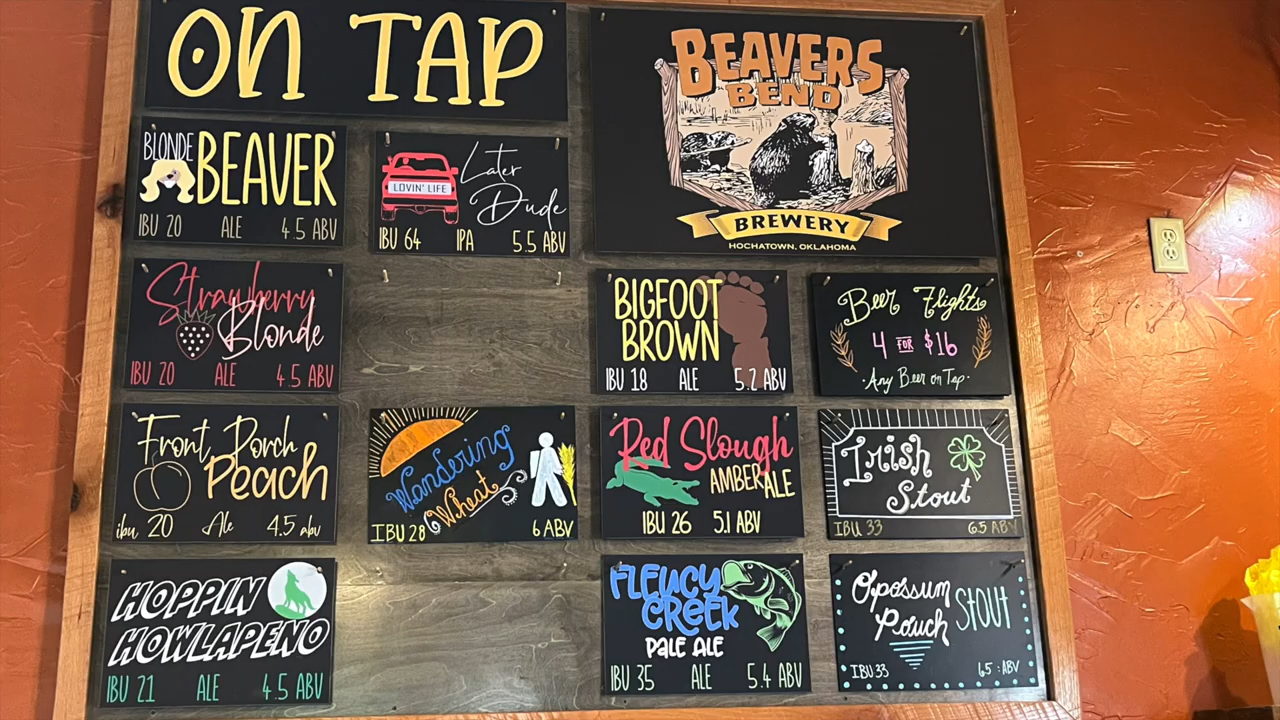 ON TAP
BEAVERS
BEND
BREWERY
HOCHATOWN, OKLAHOMA
BLONDE
BEAVER
IBU 20 ALE 4.5 ABV
LOVIN' LIFE
Later
Dude
IBU 64 IPA 5.5 ABV
Strawberry
Blonde
IBU 20 ALE 4.5 ABV
BIGFOOT
BROWN
IBU 18 ALE 5.2 ABV
Beer Flights
4 FOR $16
·Any Beer on Tap·
Front Porch
Peach
ibu 20 Ale 4.5 abv
Wandering
Wheat
IBU 28 6 ABV
Red Slough
AMBER ALE
IBU 26 5.1 ABV
Irish
Stout
IBU 33 6.5 ABV
HOPPIN
HOWLAPENO
IBU 21 ALE 4.5 ABV
FLEUCY
CREEK
PALE ALE
IBU 35 ALE 5.4 ABV
Opossum
Pouch
STOUT
IBU 33 6.5 : ABV